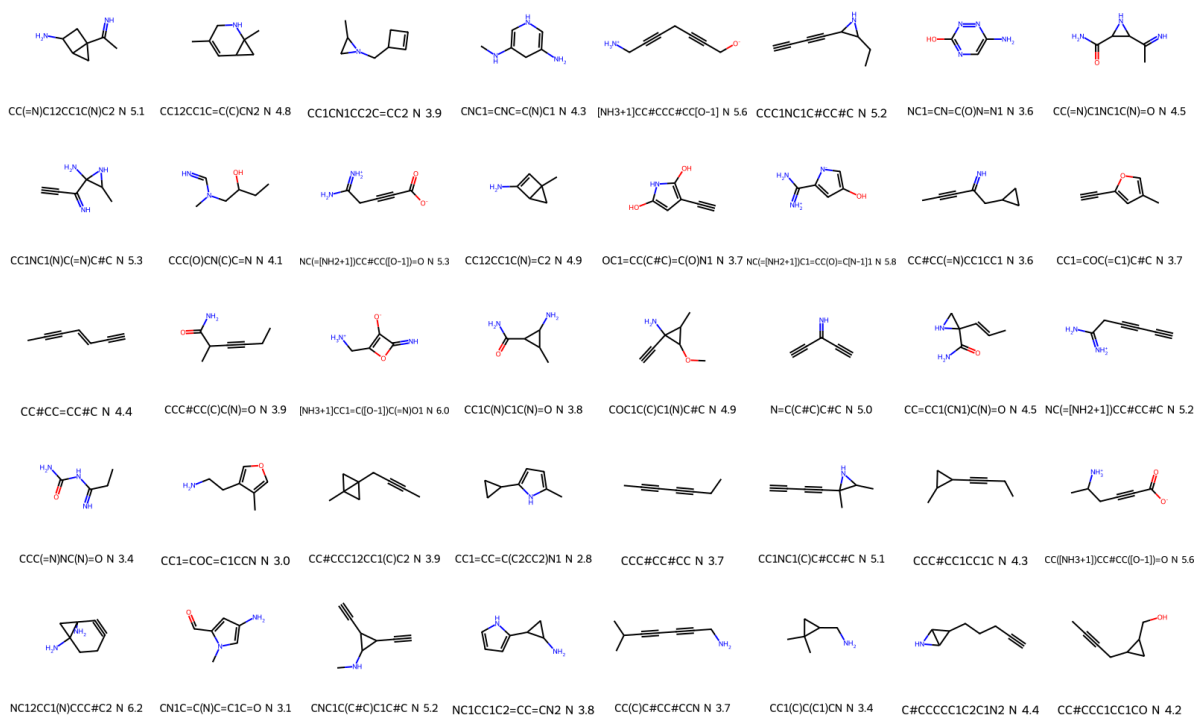 CC(=N)C12CC1C(N)C2 N 5.1
CC12CC1C=C(C)CN2 N 4.8
CC1CN1CC2C=CC2 N 3.9
CNC1=CNC=C(N)C1 N 4.3
[NH3+1]CC#CCC#CC[O-1] N 5.6
CCC1NC1C#CC#C N 5.2
NC1=CN=C(O)N=N1 N 3.6
CC(=N)C1NC1C(N)=O N 4.5
CC1NC1(N)C(=N)C#C N 5.3
CCC(O)CN(C)C=N N 4.1
NC(=[NH2+1])CC#CC([O-1])=O N 5.3
CC12CC1C(N)=C2 N 4.9
OC1=CC(C#C)=C(O)N1 N 3.7
NC(=[NH2+1])C1=CC(O)=C[N-1]1 N 5.8
CC#CC(=N)CC1CC1 N 3.6
CC1=COC(=C1)C#C N 3.7
CC#CC=CC#C N 4.4
CCC#CC(C)C(N)=O N 3.9
[NH3+1]CC1=C([O-1])C(=N)O1 N 6.0
CC1C(N)C1C(N)=O N 3.8
COC1C(C)C1(N)C#C N 4.9
N=C(C#C)C#C N 5.0
CC=CC1(CN1)C(N)=O N 4.5
NC(=[NH2+1])CC#CC#C N 5.2
CCC(=N)NC(N)=O N 3.4
CC1=COC=C1CCN N 3.0
CC#CCC12CC1(C)C2 N 3.9
CC1=CC=C(C2CC2)N1 N 2.8
CCC#CC#CC N 3.7
CC1NC1(C)C#CC#C N 5.1
CCC#CC1CC1C N 4.3
CC([NH3+1])CC#CC([O-1])=O N 5.6
NC12CC1(N)CCC#C2 N 6.2
CN1C=C(N)C=C1C=O N 3.1
CNC1C(C#C)C1C#C N 5.2
NC1CC1C2=CC=CN2 N 3.8
CC(C)C#CC#CCN N 3.7
CC1(C)C(C1)CN N 3.4
C#CCCCC1C2C1N2 N 4.4
CC#CCC1CC1CO N 4.2